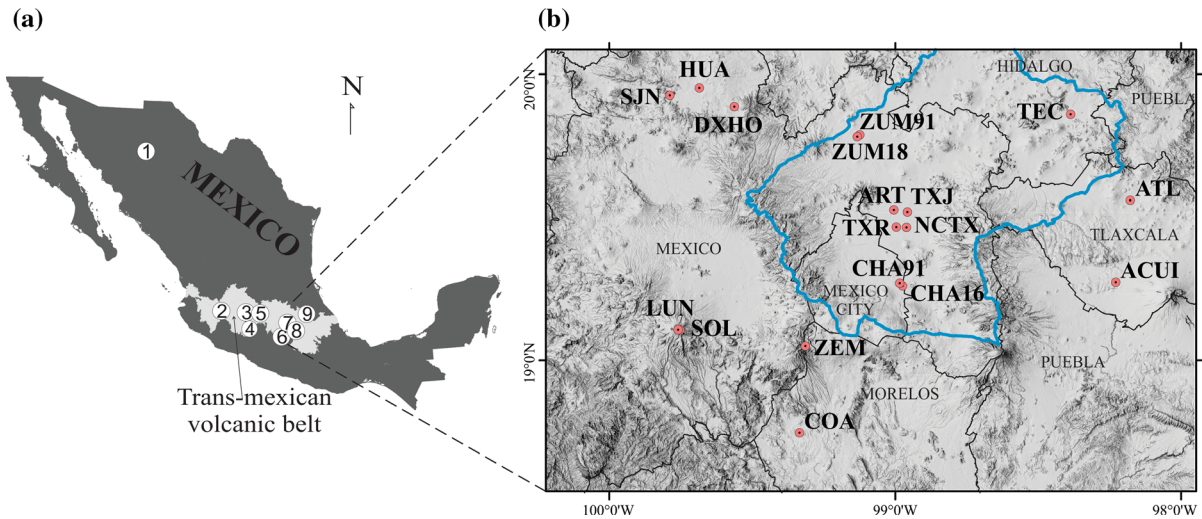 (a)
N
1
MEXICO
2
3
5
4
7
6
8
9
Trans-mexican
volcanic belt
(b)
20°0'N
19°0'N
100°0'W
99°0'W
98°0'W
HIDALGO
PUEBLA
HUA
SJN
DXHO
ZUM91
ZUM18
TEC
ART
TXJ
TXR
NCTX
ATL
TLAXCALA
MEXICO
CHA91
ACUI
MEXICO
CITY
CHA16
LUN
SOL
ZEM
PUEBLA
MORELOS
COA